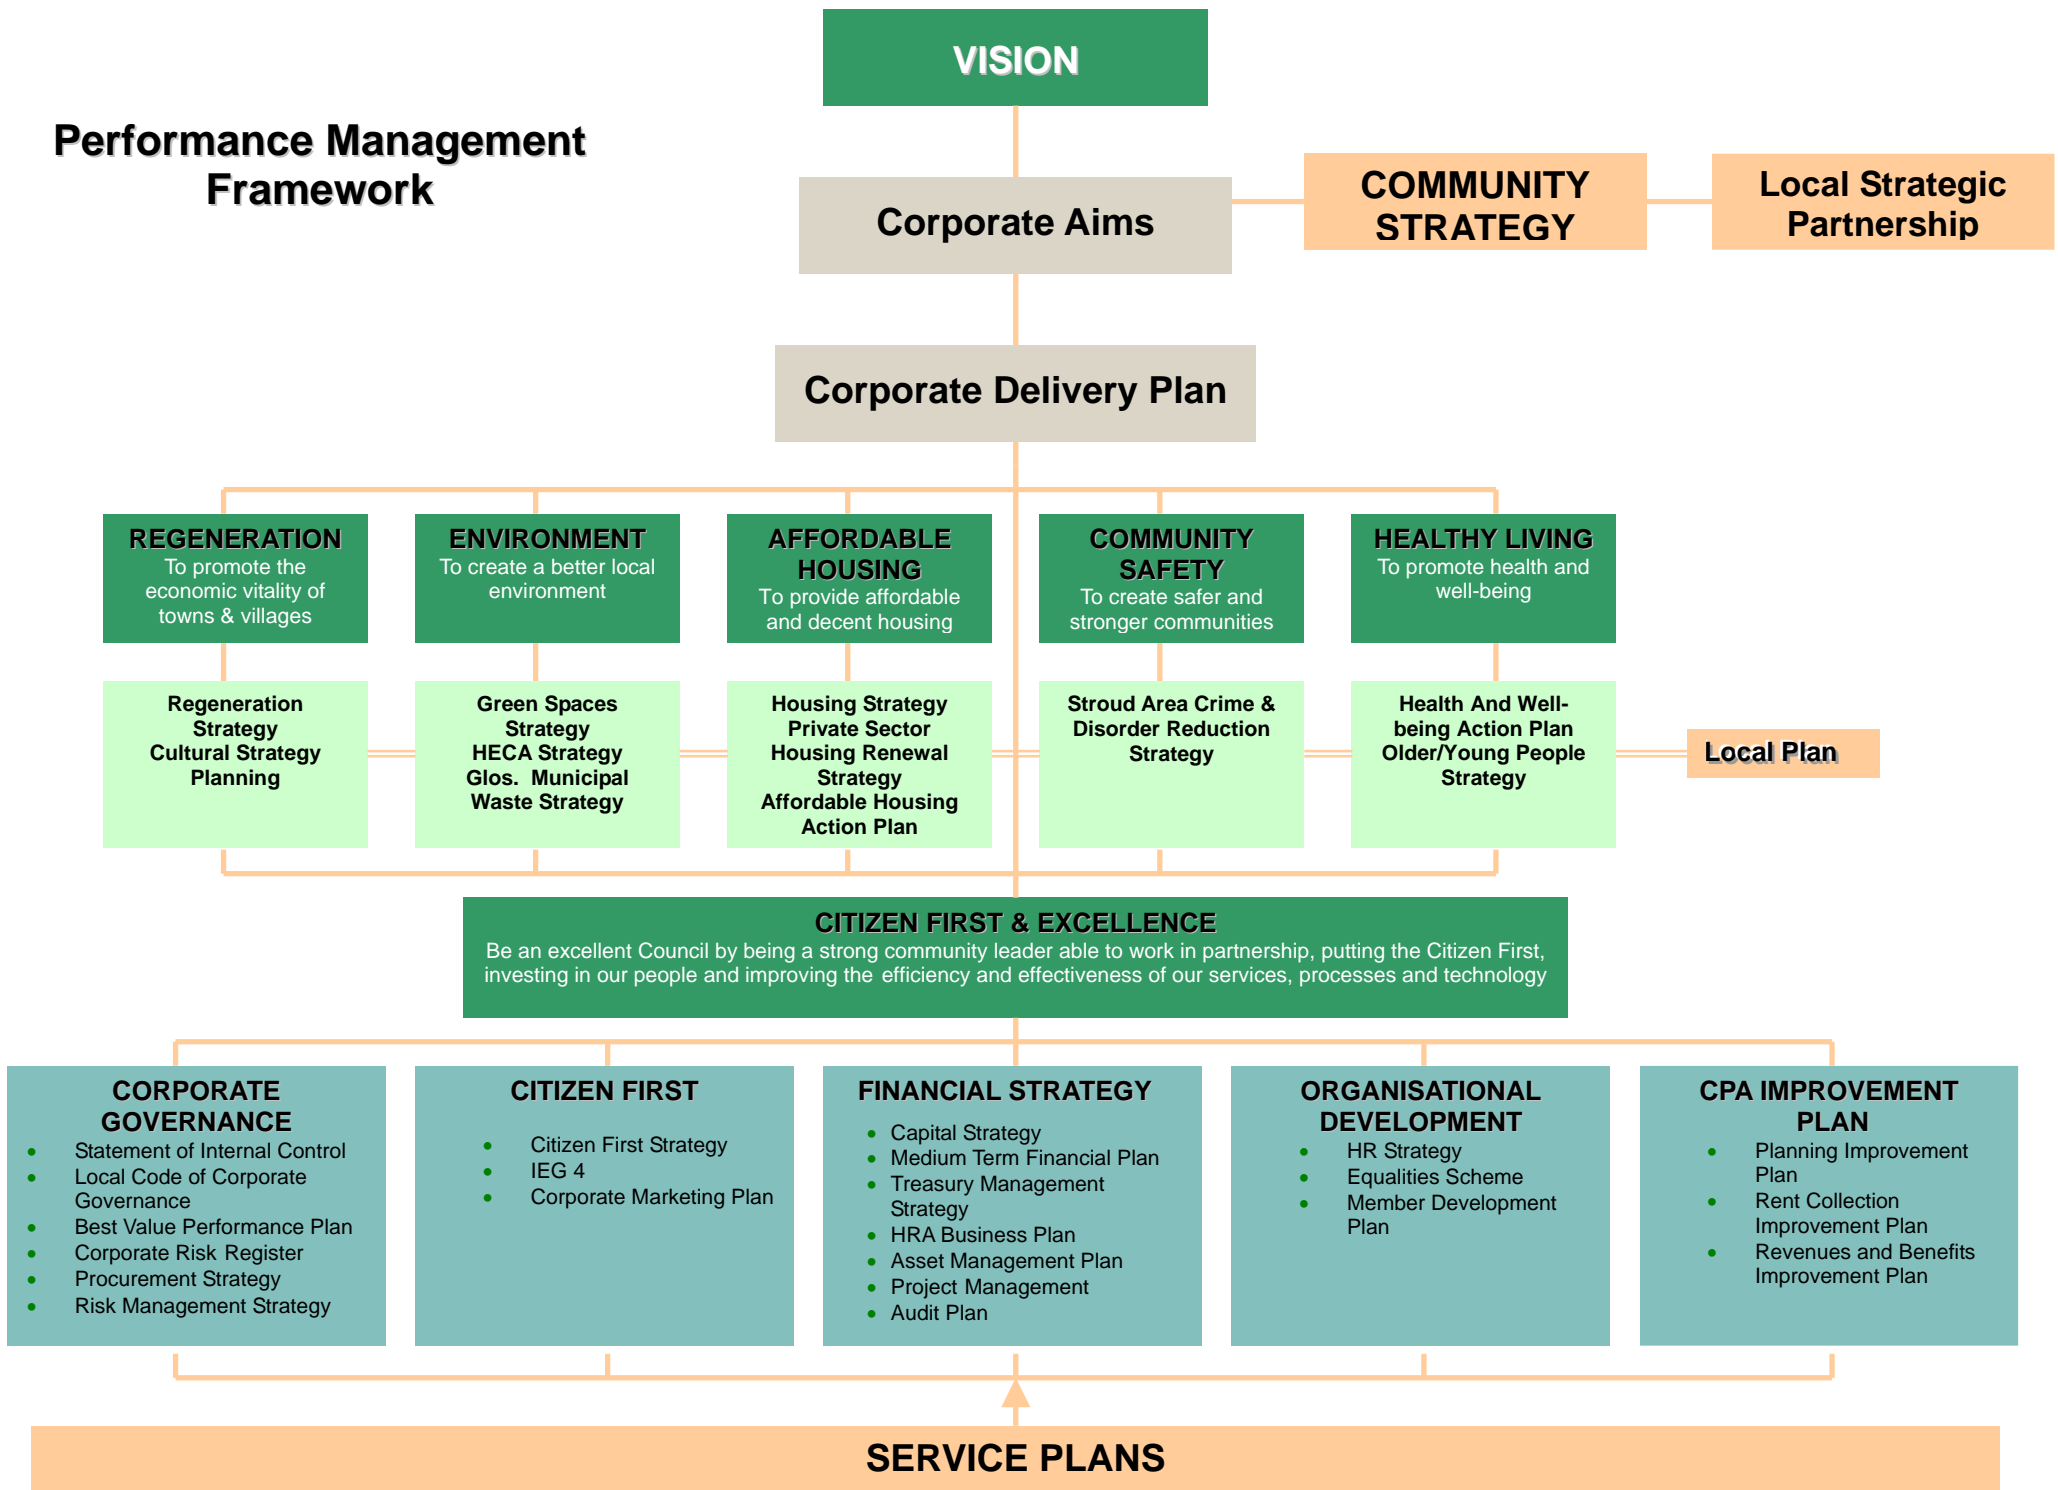 VISION
Performance Management
Framework
Corporate Aims
COMMUNITY
STRATEGY
Local Strategic
Partnership
Corporate Delivery Plan
REGENERATION
To promote the
economic vitality of
towns & villages
ENVIRONMENT
To create a better local
environment
AFFORDABLE
HOUSING
To provide affordable
and decent housing
COMMUNITY
SAFETY
To create safer and
stronger communities
HEALTHY LIVING
To promote health and
well-being
Regeneration
Strategy
Cultural Strategy
Planning
Green Spaces
Strategy
HECA Strategy
Glos. Municipal
Waste Strategy
Housing Strategy
Private Sector
Housing Renewal
Strategy
Affordable Housing
Action Plan
Stroud Area Crime &
Disorder Reduction
Strategy
Health And Well-
being Action Plan
Older/Young People
Strategy
Local Plan
CITIZEN FIRST & EXCELLENCE
Be an excellent Council by being a strong community leader able to work in partnership, putting the Citizen First,
investing in our people and improving the efficiency and effectiveness of our services, processes and technology
CORPORATE
GOVERNANCE
• Statement of Internal Control
• Local Code of Corporate
Governance
• Best Value Performance Plan
• Corporate Risk Register
• Procurement Strategy
• Risk Management Strategy
CITIZEN FIRST
• Citizen First Strategy
• IEG 4
• Corporate Marketing Plan
FINANCIAL STRATEGY
• Capital Strategy
• Medium Term Financial Plan
• Treasury Management
Strategy
• HRA Business Plan
• Asset Management Plan
• Project Management
• Audit Plan
ORGANISATIONAL
DEVELOPMENT
• HR Strategy
• Equalities Scheme
• Member Development
Plan
CPA IMPROVEMENT
PLAN
• Planning Improvement
Plan
• Rent Collection
Improvement Plan
• Revenues and Benefits
Improvement Plan
SERVICE PLANS